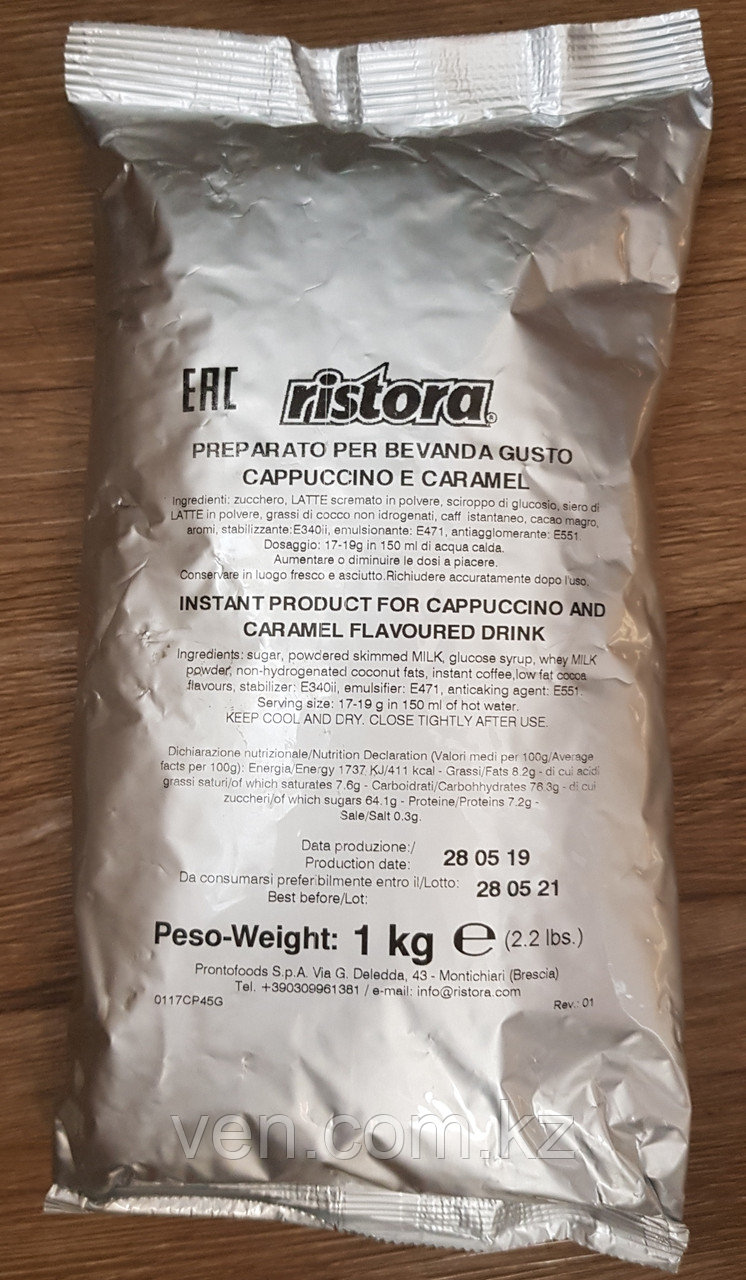 EAC ristora®
PREPARATO PER BEVANDA GUSTO
CAPPUCCINO E CARAMEL
Ingredienti: zucchero, LATTE scremato in polvere, sciroppo di glucosio, siero di
LATTE in polvere, grassi di cocco non idrogenati, caff istantaneo, cacao magro,
aromi, stabilizzante:E340ii, emulsionante: E471, antiagglomerante: E551.
Dosaggio: 17-19g in 150 ml di acqua calda.
Aumentare o diminuire le dosi a piacere.
Conservare in luogo fresco e asciutto.Richiudere accuratamente dopo l'uso.
INSTANT PRODUCT FOR CAPPUCCINO AND
CARAMEL FLAVOURED DRINK
Ingredients: sugar, powdered skimmed MILK, glucose syrup, whey MILK
powder, non-hydrogenated coconut fats, instant coffee,low fat cocoa
flavours, stabilizer: E340ii, emulsifier: E471, anticaking agent: E551.
Serving size: 17-19 g in 150 ml of hot water.
KEEP COOL AND DRY. CLOSE TIGHTLY AFTER USE.
Dichiarazione nutrizionale/Nutrition Declaration (Valori medi per 100g/Average
facts per 100g): Energia/Energy 1737 KJ/411 kcal - Grassi/Fats 8.2g - di cui acidi
grassi saturi/of which saturates 7.6g - Carboidrati/Carbohhydrates 76.3g - di cui
zuccheri/of which sugars 64.1g - Proteine/Proteins 7.2g -
Sale/Salt 0.3g.
Data produzione:/
Production date: 28 05 19
Da consumarsi preferibilmente entro il/Lotto: 28 05 21
Best before/Lot:
Peso-Weight: 1 kg ℮ (2.2 lbs.)
Prontofoods S.p.A. Via G. Deledda, 43 - Montichiari (Brescia)
Tel. +390309961381 / e-mail: info@ristora.com
0117CP45G Rev.: 01
ven.com.kz